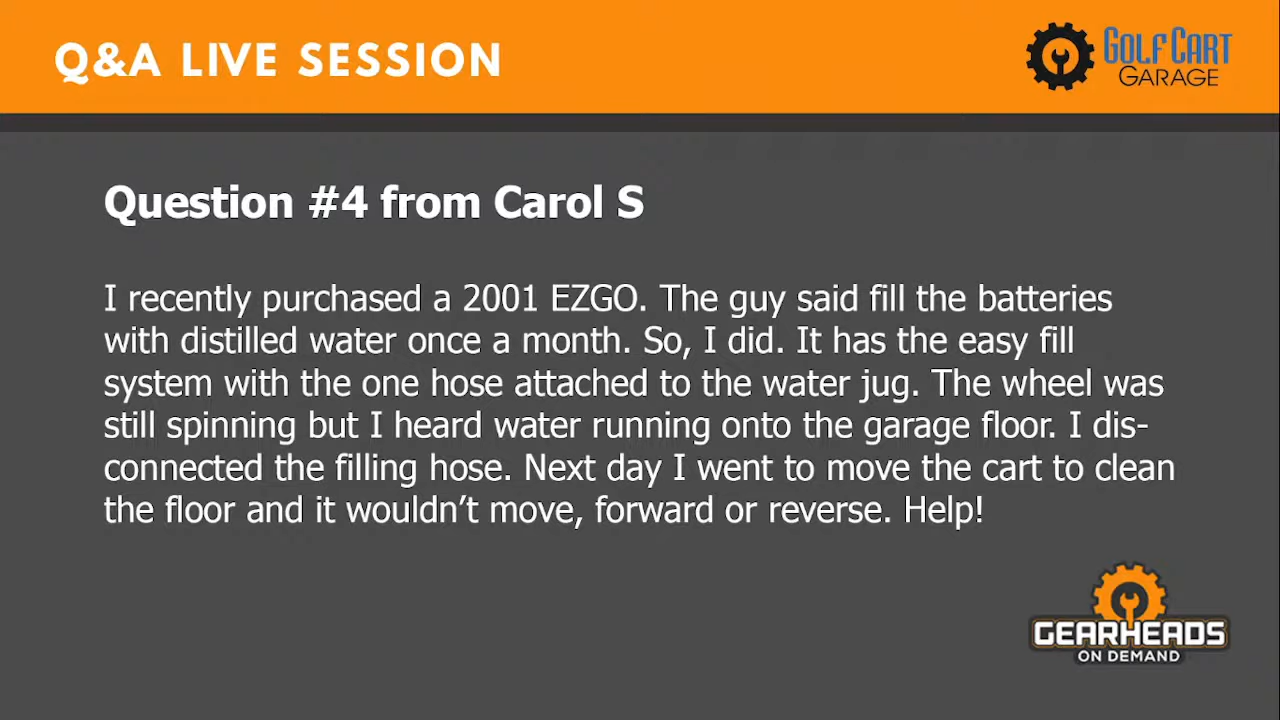 Q&A LIVE SESSION
GOLF CART
GARAGE
Question #4 from Carol S
I recently purchased a 2001 EZGO. The guy said fill the batteries
with distilled water once a month. So, I did. It has the easy fill
system with the one hose attached to the water jug. The wheel was
still spinning but I heard water running onto the garage floor. I dis-
connected the filling hose. Next day I went to move the cart to clean
the floor and it wouldn’t move, forward or reverse. Help!
GEARHEADS
ON DEMAND